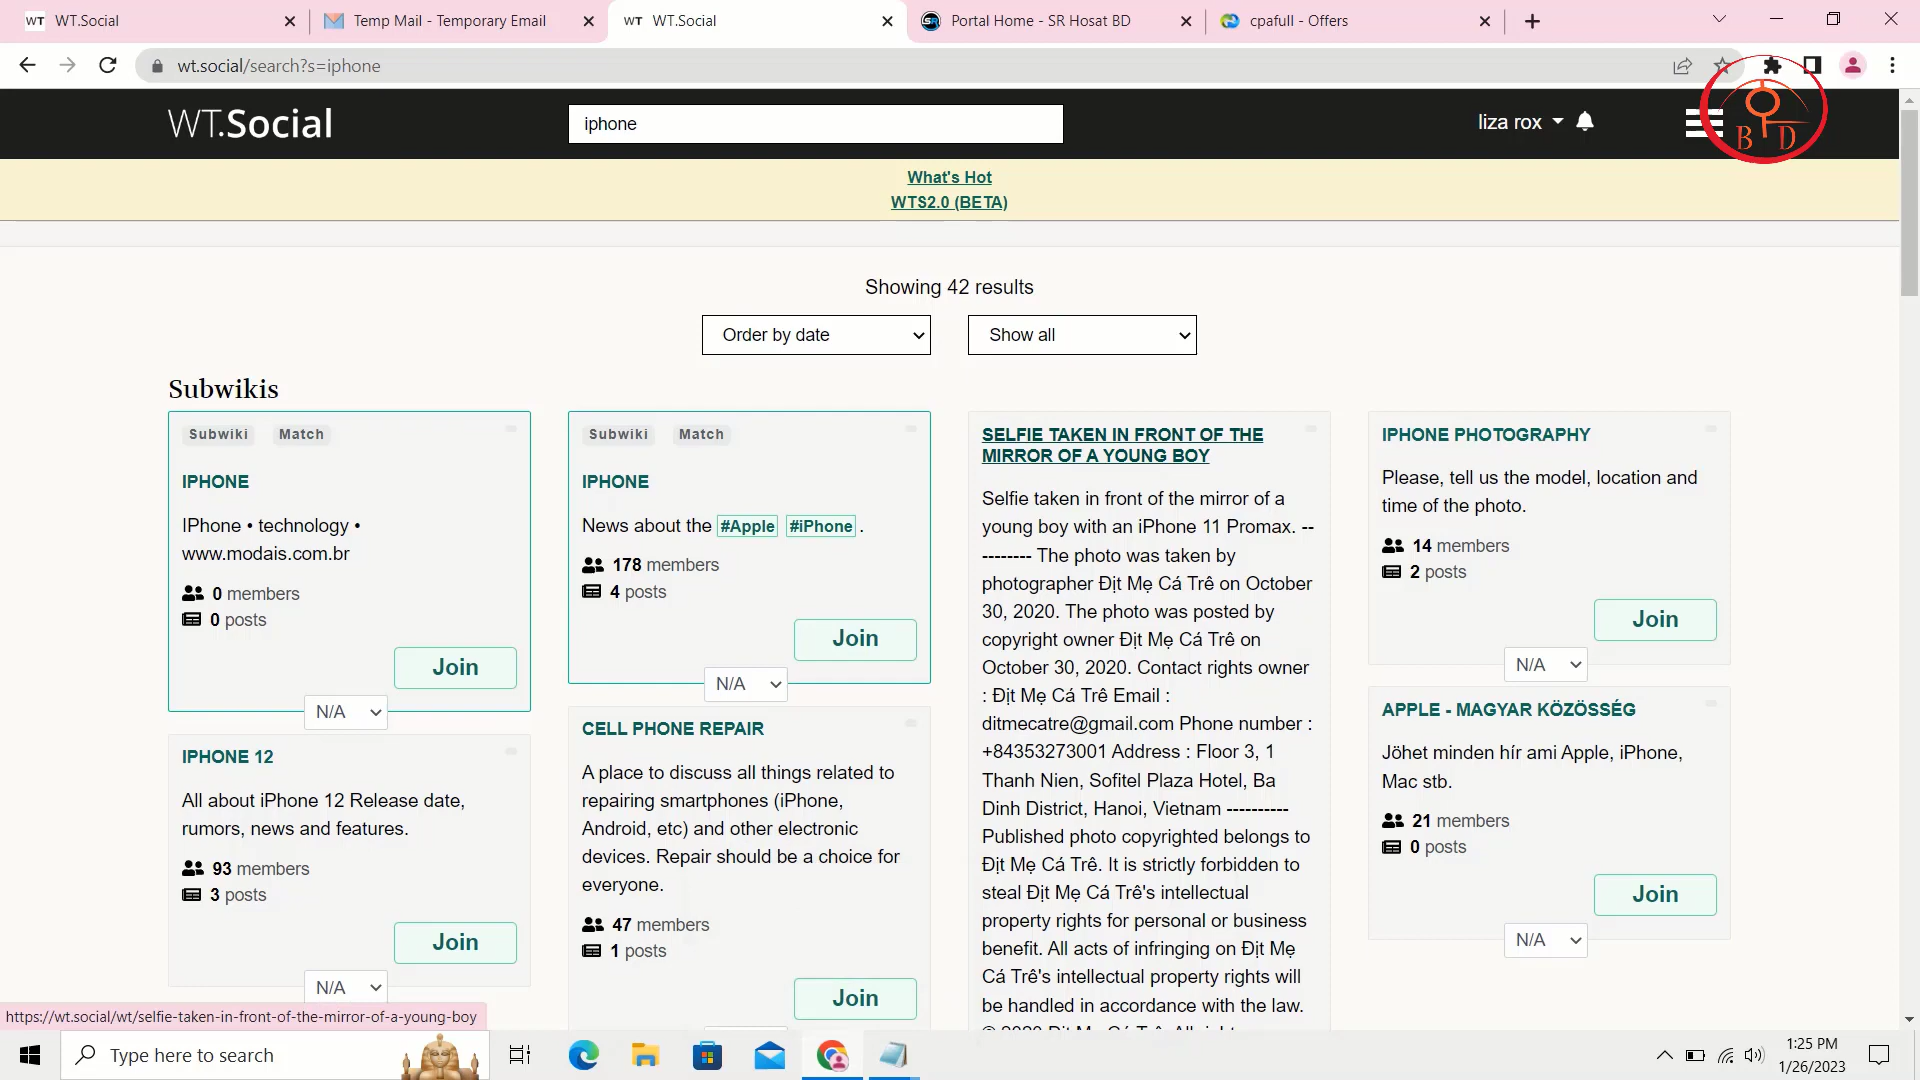 WT WT.Social
Temp Mail - Temporary Email
WT WT.Social
SR Portal Home - SR Hosat BD
cpafull - Offers
wt.social/search?s=iphone
WT.Social
iphone
liza rox
B D
What's Hot
WTS2.0 (BETA)
Showing 42 results
Order by date
Show all
Subwikis
Subwiki Match
IPHONE
IPhone • technology •
www.modais.com.br
0 members
0 posts
Join
N/A
IPHONE 12
All about iPhone 12 Release date,
rumors, news and features.
93 members
3 posts
Join
N/A
Subwiki Match
IPHONE
News about the #Apple #iPhone .
178 members
4 posts
Join
N/A
CELL PHONE REPAIR
A place to discuss all things related to
repairing smartphones (iPhone,
Android, etc) and other electronic
devices. Repair should be a choice for
everyone.
47 members
1 posts
Join
SELFIE TAKEN IN FRONT OF THE
MIRROR OF A YOUNG BOY
Selfie taken in front of the mirror of a
young boy with an iPhone 11 Promax. --
--------- The photo was taken by
photographer Địt Mẹ Cá Trê on October
30, 2020. The photo was posted by
copyright owner Địt Mẹ Cá Trê on
October 30, 2020. Contact rights owner
: Địt Mẹ Cá Trê Email :
ditmecatre@gmail.com Phone number :
+84353273001 Address : Floor 3, 1
Thanh Nien, Sofitel Plaza Hotel, Ba
Dinh District, Hanoi, Vietnam ----------
Published photo copyrighted belongs to
Địt Mẹ Cá Trê. It is strictly forbidden to
steal Địt Mẹ Cá Trê's intellectual
property rights for personal or business
benefit. All acts of infringing on Địt Mẹ
Cá Trê's intellectual property rights will
be handled in accordance with the law.
IPHONE PHOTOGRAPHY
Please, tell us the model, location and
time of the photo.
14 members
2 posts
Join
N/A
APPLE - MAGYAR KÖZÖSSÉG
Jöhet minden hír ami Apple, iPhone,
Mac stb.
21 members
0 posts
Join
N/A
https://wt.social/wt/selfie-taken-in-front-of-the-mirror-of-a-young-boy
Type here to search
1:25 PM
1/26/2023